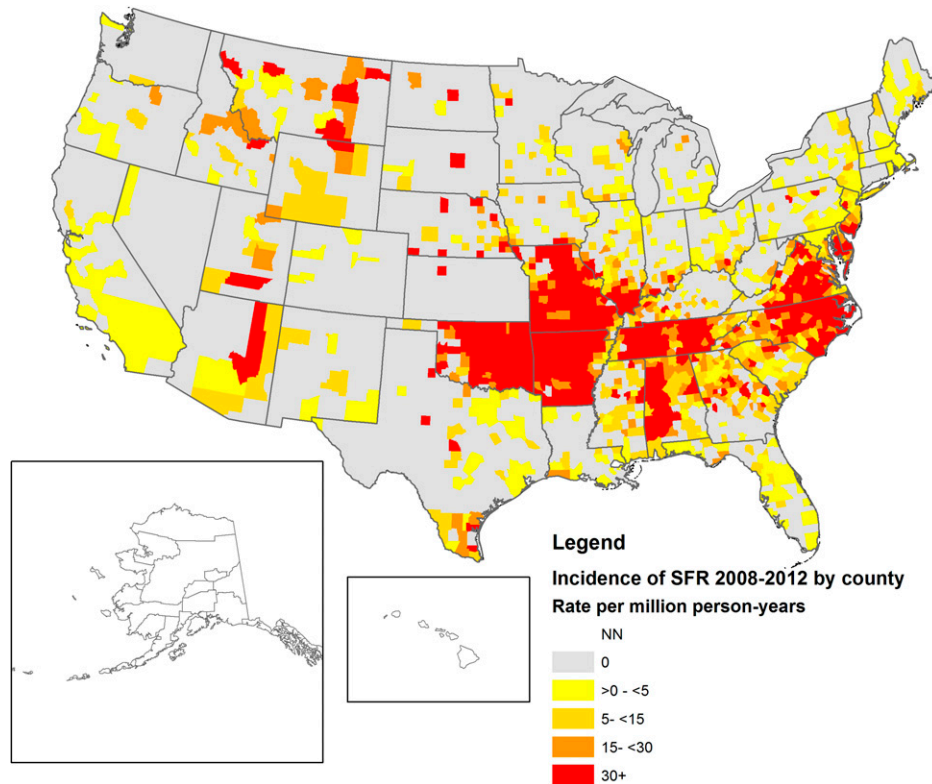 Legend
Incidence of SFR 2008-2012 by county
Rate per million person-years
NN
0
>0 - <5
5- <15
15- <30
30+